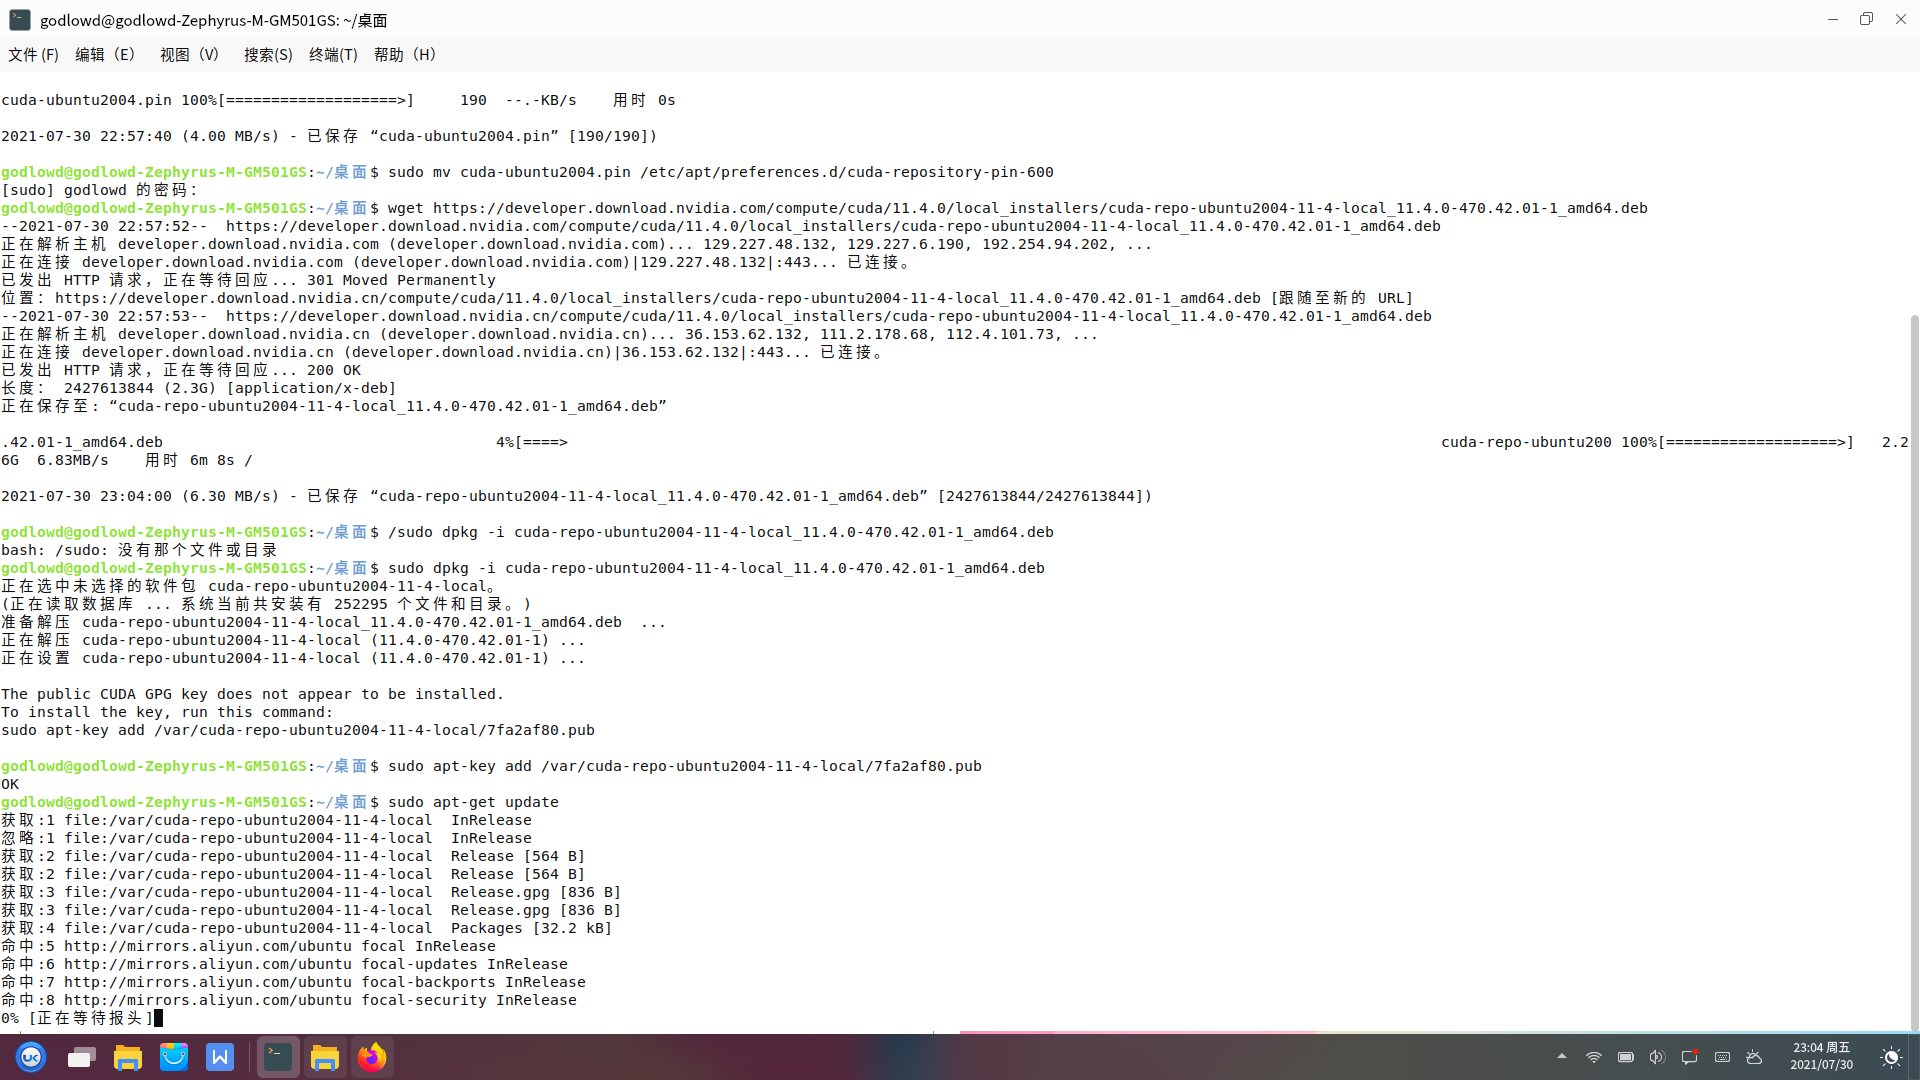 godlowd@godlowd-Zephyrus-M-GM501GS: ~/桌面
文件 (F) 编辑（E） 视图（V） 搜索(S) 终端(T) 帮助（H）
cuda-ubuntu2004.pin 100%[===================>]     190  --.-KB/s    用时 0s
2021-07-30 22:57:40 (4.00 MB/s) - 已保存 “cuda-ubuntu2004.pin” [190/190])
godlowd@godlowd-Zephyrus-M-GM501GS:~/桌面$ sudo mv cuda-ubuntu2004.pin /etc/apt/preferences.d/cuda-repository-pin-600
[sudo] godlowd 的密码：
godlowd@godlowd-Zephyrus-M-GM501GS:~/桌面$ wget https://developer.download.nvidia.com/compute/cuda/11.4.0/local_installers/cuda-repo-ubuntu2004-11-4-local_11.4.0-470.42.01-1_amd64.deb
--2021-07-30 22:57:52--  https://developer.download.nvidia.com/compute/cuda/11.4.0/local_installers/cuda-repo-ubuntu2004-11-4-local_11.4.0-470.42.01-1_amd64.deb
正在解析主机 developer.download.nvidia.com (developer.download.nvidia.com)... 129.227.48.132, 129.227.6.190, 192.254.94.202, ...
正在连接 developer.download.nvidia.com (developer.download.nvidia.com)|129.227.48.132|:443... 已连接。
已发出 HTTP 请求，正在等待回应... 301 Moved Permanently
位置：https://developer.download.nvidia.cn/compute/cuda/11.4.0/local_installers/cuda-repo-ubuntu2004-11-4-local_11.4.0-470.42.01-1_amd64.deb [跟随至新的 URL]
--2021-07-30 22:57:53--  https://developer.download.nvidia.cn/compute/cuda/11.4.0/local_installers/cuda-repo-ubuntu2004-11-4-local_11.4.0-470.42.01-1_amd64.deb
正在解析主机 developer.download.nvidia.cn (developer.download.nvidia.cn)... 36.153.62.132, 111.2.178.68, 112.4.101.73, ...
正在连接 developer.download.nvidia.cn (developer.download.nvidia.cn)|36.153.62.132|:443... 已连接。
已发出 HTTP 请求，正在等待回应... 200 OK
长度： 2427613844 (2.3G) [application/x-deb]
正在保存至: “cuda-repo-ubuntu2004-11-4-local_11.4.0-470.42.01-1_amd64.deb”
.42.01-1_amd64.deb                                     4%[====>                                                                                                 cuda-repo-ubuntu200 100%[===================>]   2.2
6G  6.83MB/s    用时 6m 8s /
2021-07-30 23:04:00 (6.30 MB/s) - 已保存 “cuda-repo-ubuntu2004-11-4-local_11.4.0-470.42.01-1_amd64.deb” [2427613844/2427613844])
godlowd@godlowd-Zephyrus-M-GM501GS:~/桌面$ /sudo dpkg -i cuda-repo-ubuntu2004-11-4-local_11.4.0-470.42.01-1_amd64.deb
bash: /sudo: 没有那个文件或目录
godlowd@godlowd-Zephyrus-M-GM501GS:~/桌面$ sudo dpkg -i cuda-repo-ubuntu2004-11-4-local_11.4.0-470.42.01-1_amd64.deb
正在选中未选择的软件包 cuda-repo-ubuntu2004-11-4-local。
(正在读取数据库 ... 系统当前共安装有 252295 个文件和目录。)
准备解压 cuda-repo-ubuntu2004-11-4-local_11.4.0-470.42.01-1_amd64.deb  ...
正在解压 cuda-repo-ubuntu2004-11-4-local (11.4.0-470.42.01-1) ...
正在设置 cuda-repo-ubuntu2004-11-4-local (11.4.0-470.42.01-1) ...
The public CUDA GPG key does not appear to be installed.
To install the key, run this command:
sudo apt-key add /var/cuda-repo-ubuntu2004-11-4-local/7fa2af80.pub
godlowd@godlowd-Zephyrus-M-GM501GS:~/桌面$ sudo apt-key add /var/cuda-repo-ubuntu2004-11-4-local/7fa2af80.pub
OK
godlowd@godlowd-Zephyrus-M-GM501GS:~/桌面$ sudo apt-get update
获取:1 file:/var/cuda-repo-ubuntu2004-11-4-local  InRelease
忽略:1 file:/var/cuda-repo-ubuntu2004-11-4-local  InRelease
获取:2 file:/var/cuda-repo-ubuntu2004-11-4-local  Release [564 B]
获取:2 file:/var/cuda-repo-ubuntu2004-11-4-local  Release [564 B]
获取:3 file:/var/cuda-repo-ubuntu2004-11-4-local  Release.gpg [836 B]
获取:3 file:/var/cuda-repo-ubuntu2004-11-4-local  Release.gpg [836 B]
获取:4 file:/var/cuda-repo-ubuntu2004-11-4-local  Packages [32.2 kB]
命中:5 http://mirrors.aliyun.com/ubuntu focal InRelease
命中:6 http://mirrors.aliyun.com/ubuntu focal-updates InRelease
命中:7 http://mirrors.aliyun.com/ubuntu focal-backports InRelease
命中:8 http://mirrors.aliyun.com/ubuntu focal-security InRelease
0% [正在等待报头]
23:04 周五
2021/07/30